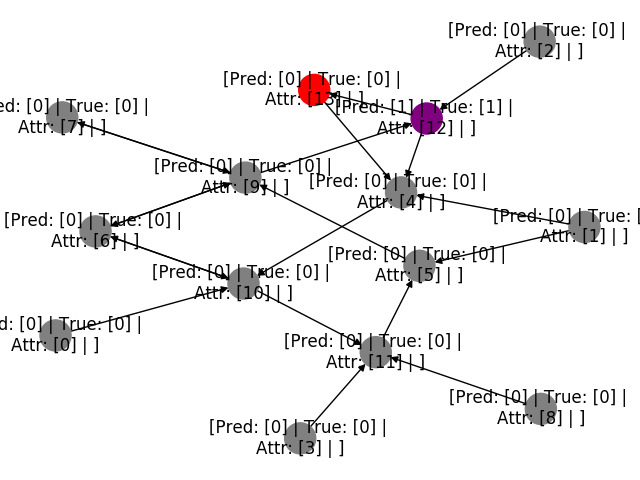 [Pred: [0] | True: [0] |
Attr: [2] | ]
[Pred: [0] | True: [0] |
Attr: [13] | ]
[Pred: [1] | True: [1] |
Attr: [12] | ]
ed: [0] | True: [0] |
Attr: [7] | ]
[Pred: [0] | True: [0] |
Attr: [9] | ]
[Pred: [0] | True: [0] |
Attr: [4] | ]
[Pred: [0] | True: [
Attr: [1] | ]
[Pred: [0] | True: [0] |
Attr: [6] | ]
[Pred: [0] | True: [0] |
Attr: [5] | ]
[Pred: [0] | True: [0] |
Attr: [10] | ]
ed: [0] | True: [0] |
Attr: [0] | ]
[Pred: [0] | True: [0] |
Attr: [11] | ]
[Pred: [0] | True: [0] |
Attr: [8] | ]
[Pred: [0] | True: [0] |
Attr: [3] | ]